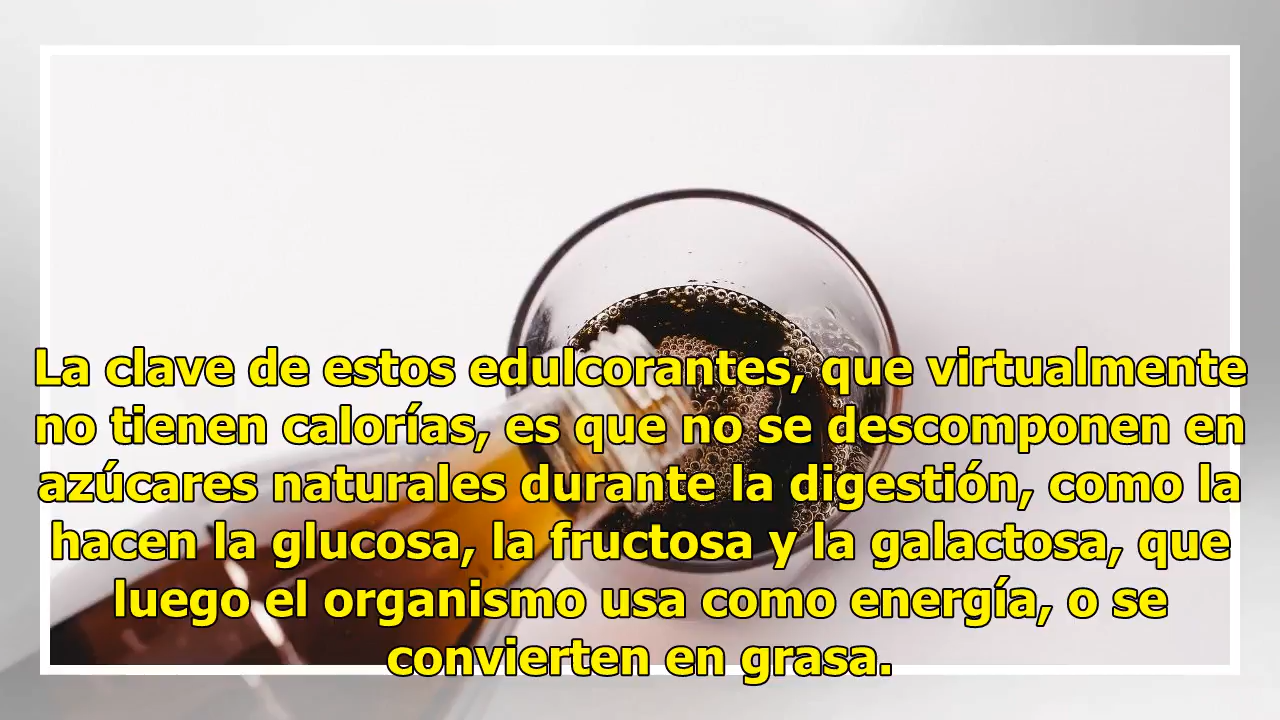 La clave de estos edulcorantes, que virtualmente
no tienen calorías, es que no se descomponen en
azúcares naturales durante la digestión, como la
hacen la glucosa, la fructosa y la galactosa, que
luego el organismo usa como energía, o se
convierten en grasa.